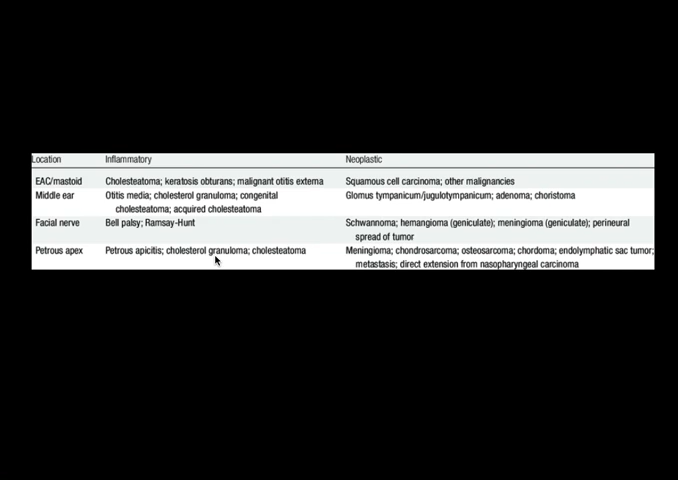 Location Inflammatory Neoplastic
EAC/mastoid Cholesteatoma; keratosis obturans; malignant otitis externa Squamous cell carcinoma; other malignancies
Middle ear Otitis media; cholesterol granuloma; congenital Glomus tympanicum/jugulotympanicum; adenoma; choristoma
cholesteatoma; acquired cholesteatoma
Facial nerve Bell palsy; Ramsay-Hunt Schwannoma; hemangioma (geniculate); meningioma (geniculate); perineural
spread of tumor
Petrous apex Petrous apicitis; cholesterol granuloma; cholesteatoma Meningioma; chondrosarcoma; osteosarcoma; chordoma; endolymphatic sac tumor;
metastasis; direct extension from nasopharyngeal carcinoma